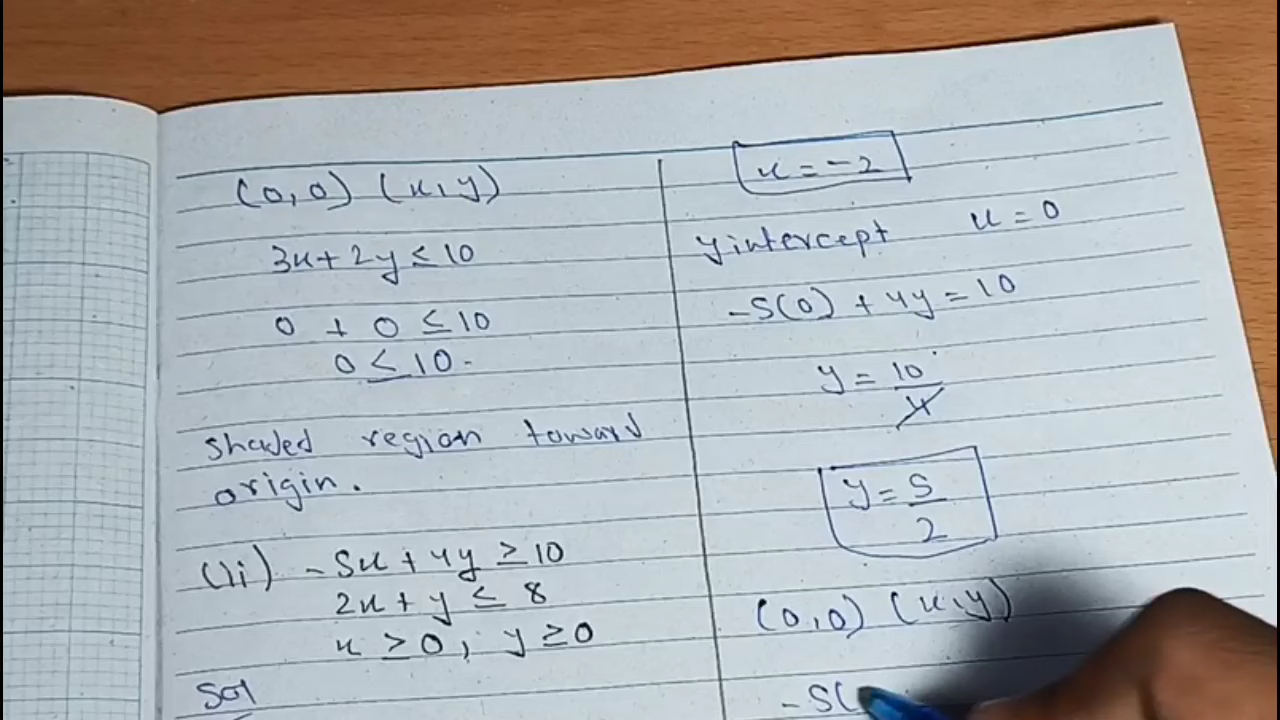 (0,0) (x,y)
3x+2y ≤ 10
0 + 0 ≤ 10
0 ≤ 10
shaded region toward
origin.
(ii) -5x + 4y ≥ 10
2x + y ≤ 8
x ≥ 0 ; y ≥ 0
Sol
x = -2
y intercept x = 0
-5(0) + 4y = 10
y = 10/4
y = 5/2
(0,0) (x,y)
-5(